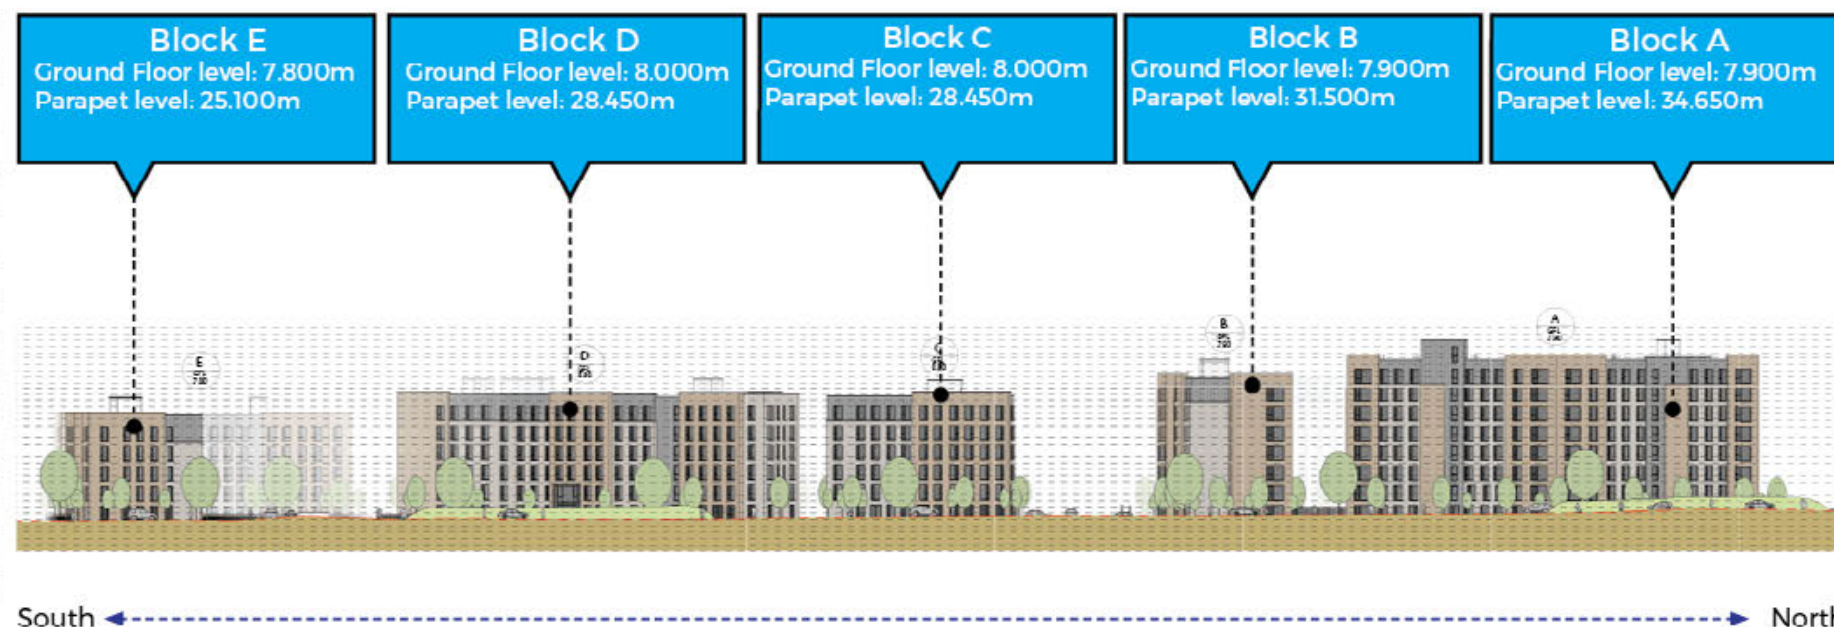 Block E
Ground Floor level: 7.800m
Parapet level: 25.100m
Block D
Ground Floor level: 8.000m
Parapet level: 28.450m
Block C
Ground Floor level: 8.000m
Parapet level: 28.450m
Block B
Ground Floor level: 7.900m
Parapet level: 31.500m
Block A
Ground Floor level: 7.900m
Parapet level: 34.650m
E
D
B
A
South
North